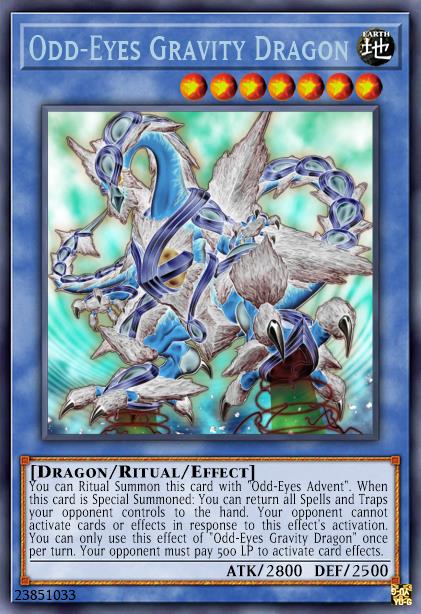 ODD-EYES GRAVITY DRAGON
EARTH
地
[DRAGON/RITUAL/EFFECT]
You can Ritual Summon this card with "Odd-Eyes Advent". When
this card is Special Summoned: You can return all Spells and Traps
your opponent controls to the hand. Your opponent cannot
activate cards or effects in response to this effect's activation.
You can only use this effect of "Odd-Eyes Gravity Dragon" once
per turn. Your opponent must pay 500 LP to activate card effects.
ATK/2800 DEF/2500
23851033